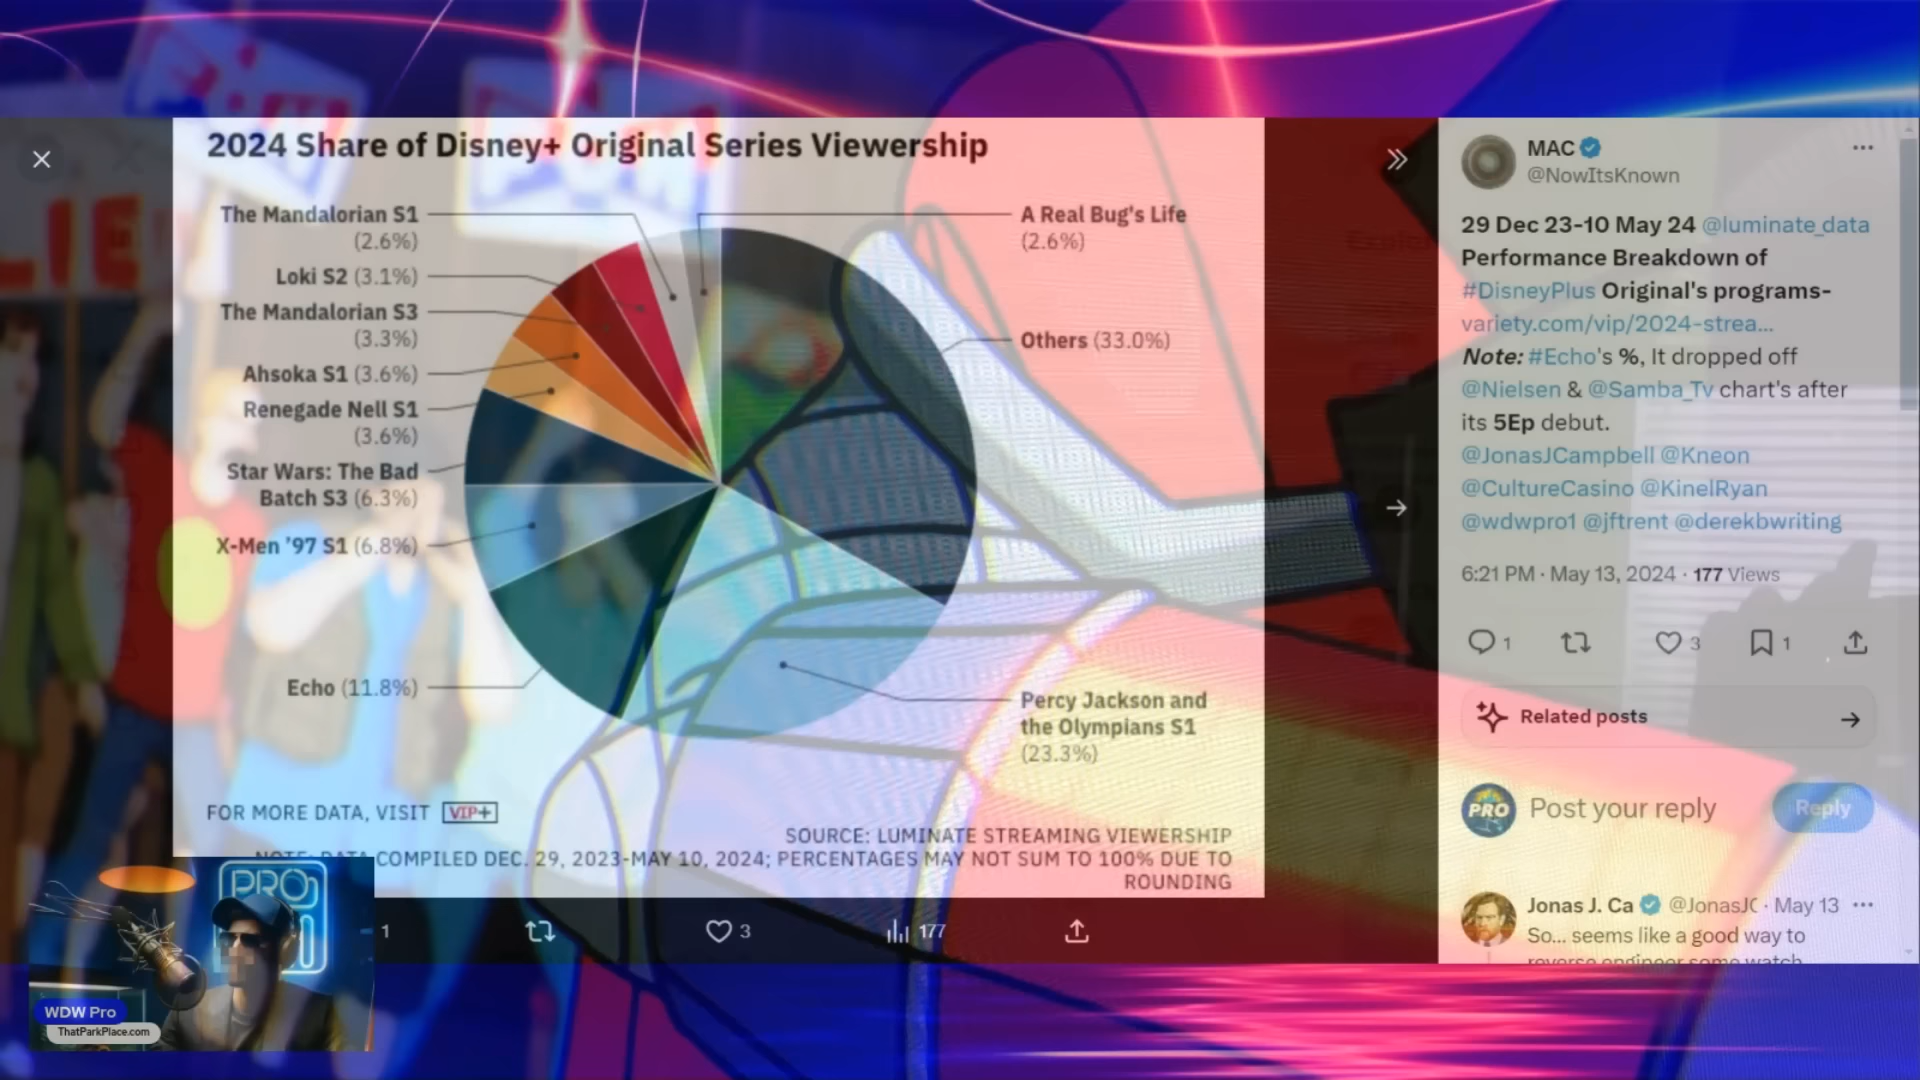 2024 Share of Disney+ Original Series Viewership
The Mandalorian S1
(2.6%)
Loki S2 (3.1%)
The Mandalorian S3
(3.3%)
Ahsoka S1 (3.6%)
Renegade Nell S1
(3.6%)
Star Wars: The Bad
Batch S3 (6.3%)
X-Men '97 S1 (6.8%)
Echo (11.8%)
A Real Bug's Life
(2.6%)
Others (33.0%)
Percy Jackson and
the Olympians S1
(23.3%)
FOR MORE DATA, VISIT VIP+
SOURCE: LUMINATE STREAMING VIEWERSHIP
NOTE: DATA COMPILED DEC. 29, 2023-MAY 10, 2024; PERCENTAGES MAY NOT SUM TO 100% DUE TO
ROUNDING
1
3
177
PRO
WDW Pro
ThatParkPlace.com
MAC
@NowItsKnown
29 Dec 23-10 May 24 @luminate_data
Performance Breakdown of
#DisneyPlus Original's programs-
variety.com/vip/2024-strea...
Note: #Echo's %, It dropped off
@Nielsen & @Samba_Tv chart's after
its 5Ep debut.
@JonasJCampbell @Kneon
@CultureCasino @KinelRyan
@wdwpro1 @jftrent @derekbwriting
6:21 PM · May 13, 2024 · 177 Views
1
3
1
Related posts
PRO
Post your reply
Reply
Jonas J. Ca @JonasJC · May 13
So... seems like a good way to
reverse engineer some watch